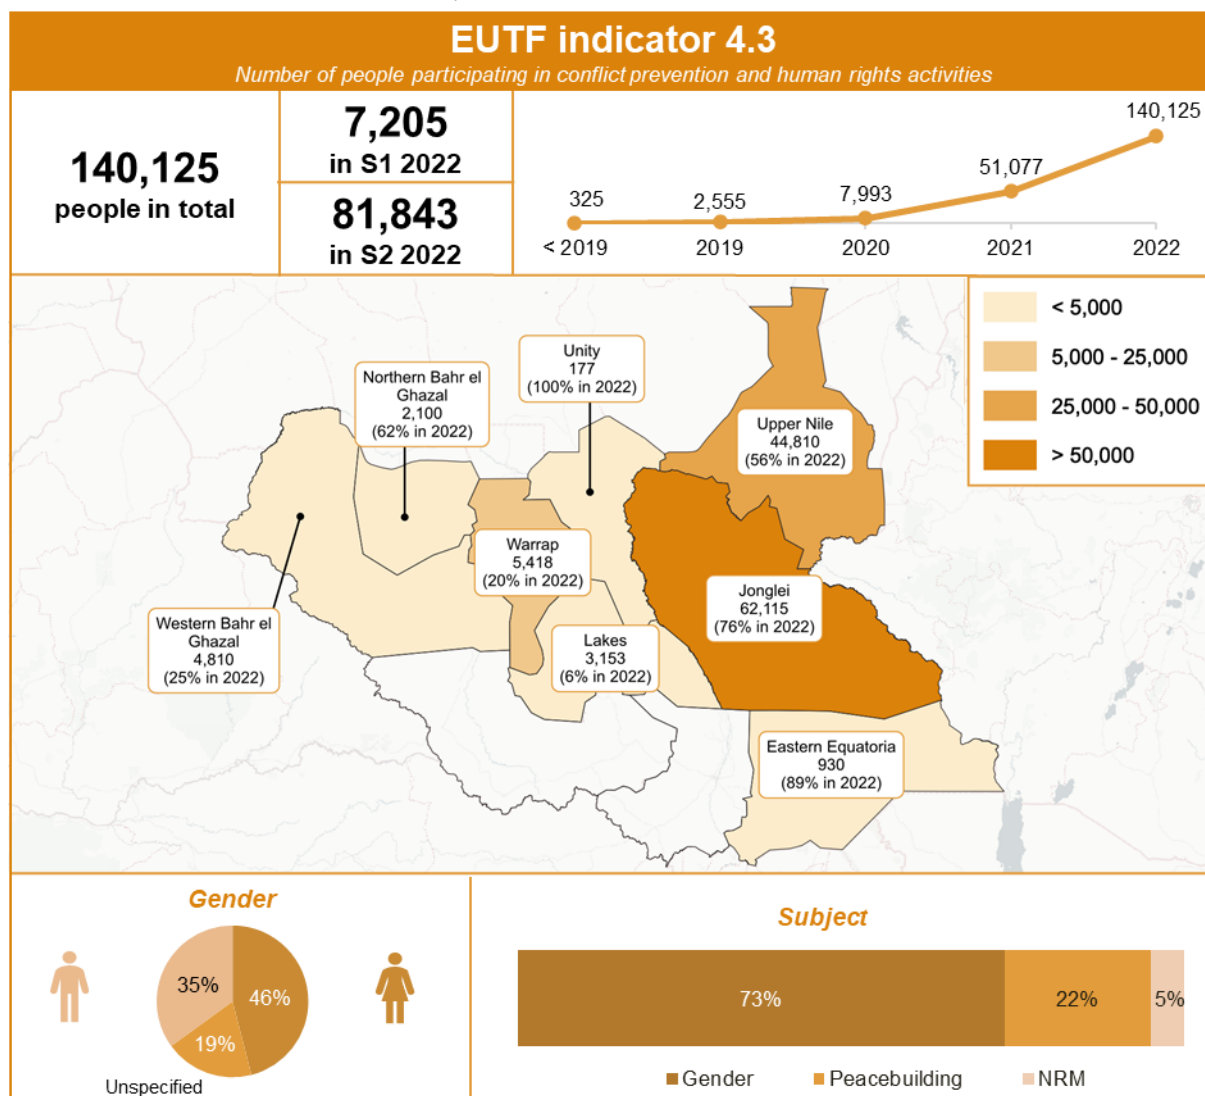 EUTF indicator 4.3
Number of people participating in conflict prevention and human rights activities
140,125
people in total
7,205
in S1 2022
81,843
in S2 2022
325
2,555
7,993
51,077
140,125
< 2019
2019
2020
2021
2022
< 5,000
5,000 - 25,000
25,000 - 50,000
> 50,000
Unity
177
(100% in 2022)
Northern Bahr el
Ghazal
2,100
(62% in 2022)
Upper Nile
44,810
(56% in 2022)
Warrap
5,418
(20% in 2022)
Jonglei
62,115
(76% in 2022)
Western Bahr el
Ghazal
4,810
(25% in 2022)
Lakes
3,153
(6% in 2022)
Eastern Equatoria
930
(89% in 2022)
Gender
35%
46%
19%
Unspecified
Subject
73%
22%
5%
Gender
Peacebuilding
NRM